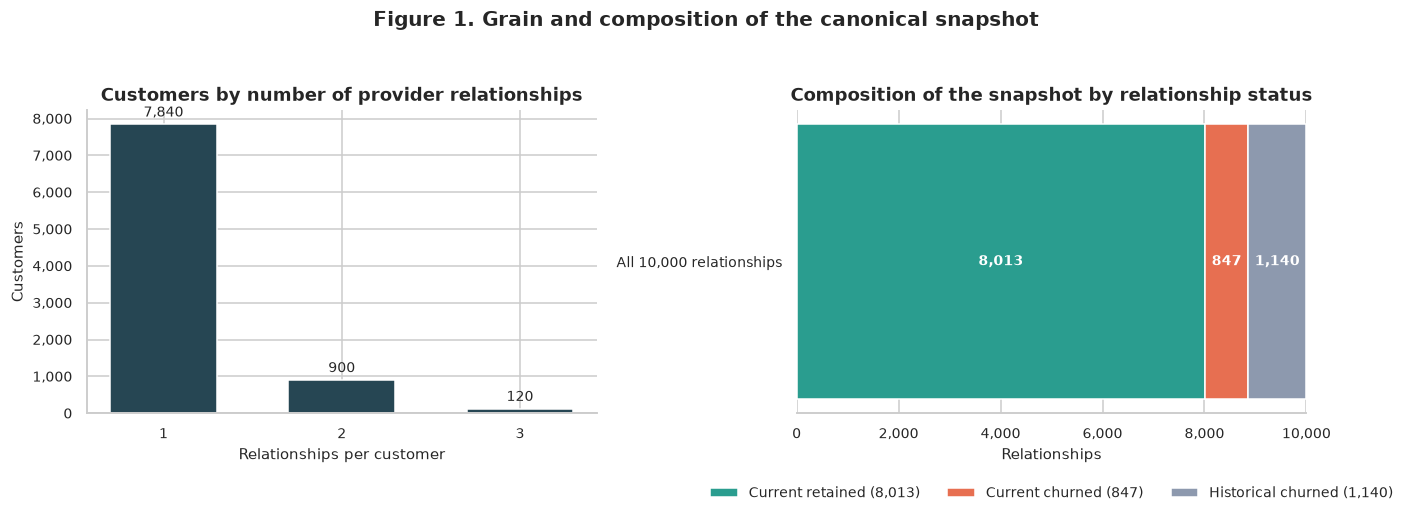 Figure 1. Grain and composition of the canonical snapshot
Customers by number of provider relationships
7,840
8,000
7,000
6,000
5,000
4,000
3,000
2,000
1,000
0
Customers
900
120
1
2
3
Relationships per customer
Composition of the snapshot by relationship status
All 10,000 relationships
8,013
847
1,140
0
2,000
4,000
6,000
8,000
10,000
Relationships
Current retained (8,013)
Current churned (847)
Historical churned (1,140)